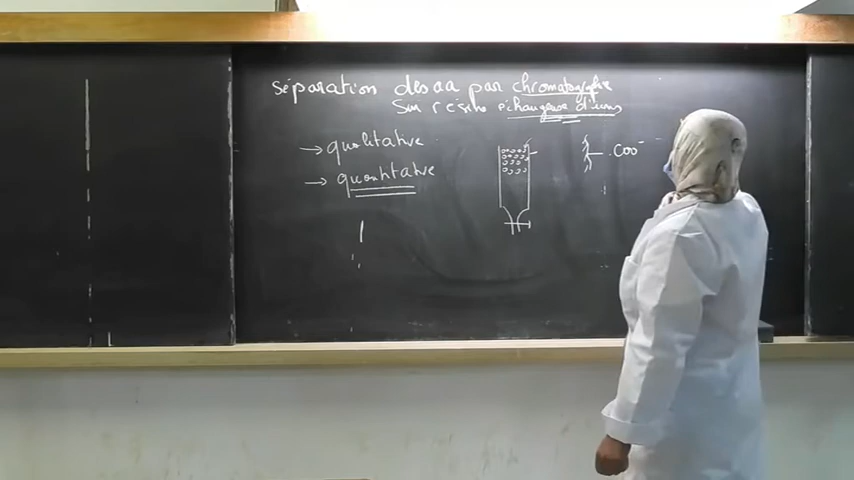 séparation des aa par chromatographie
sur résine échangeuse d'ions
→ qualitative
→ quantitative
COO⁻